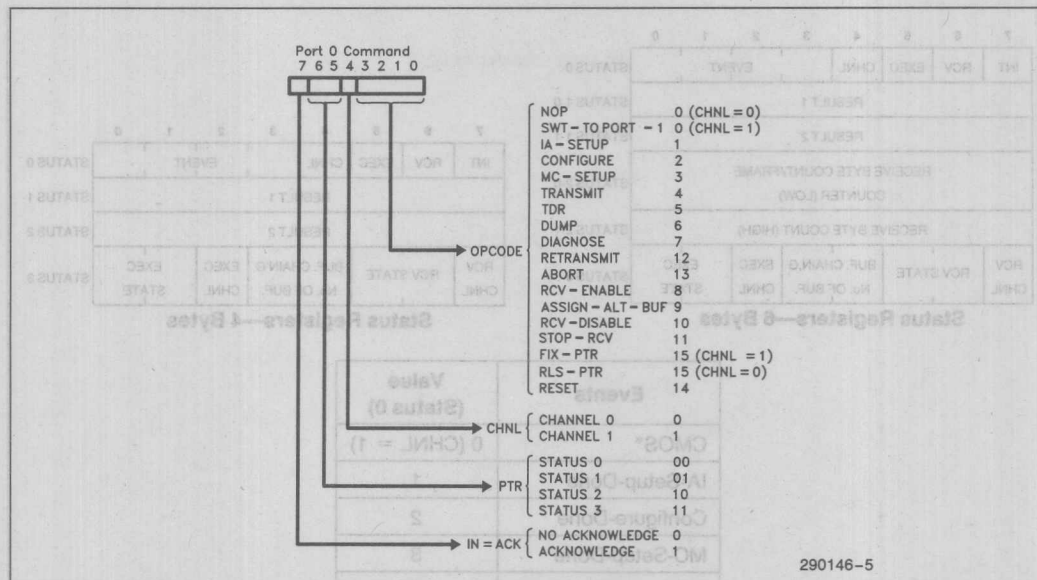 Port 0 Command
7 6 5 4 3 2 1 0
NOP 0 (CHNL = 0)
SWT – TO PORT – 1 0 (CHNL = 1)
IA – SETUP 1
CONFIGURE 2
MC – SETUP 3
TRANSMIT 4
TDR 5
DUMP 6
OPCODE
DIAGNOSE 7
RETRANSMIT 12
ABORT 13
RCV – ENABLE 8
ASSIGN – ALT – BUF 9
RCV – DISABLE 10
STOP – RCV 11
FIX – PTR 15 (CHNL = 1)
RLS – PTR 15 (CHNL = 0)
RESET 14
CHNL
CHANNEL 0 0
CHANNEL 1 1
PTR
STATUS 0 00
STATUS 1 01
STATUS 2 10
STATUS 3 11
IN = ACK
NO ACKNOWLEDGE 0
ACKNOWLEDGE 1
290146–5